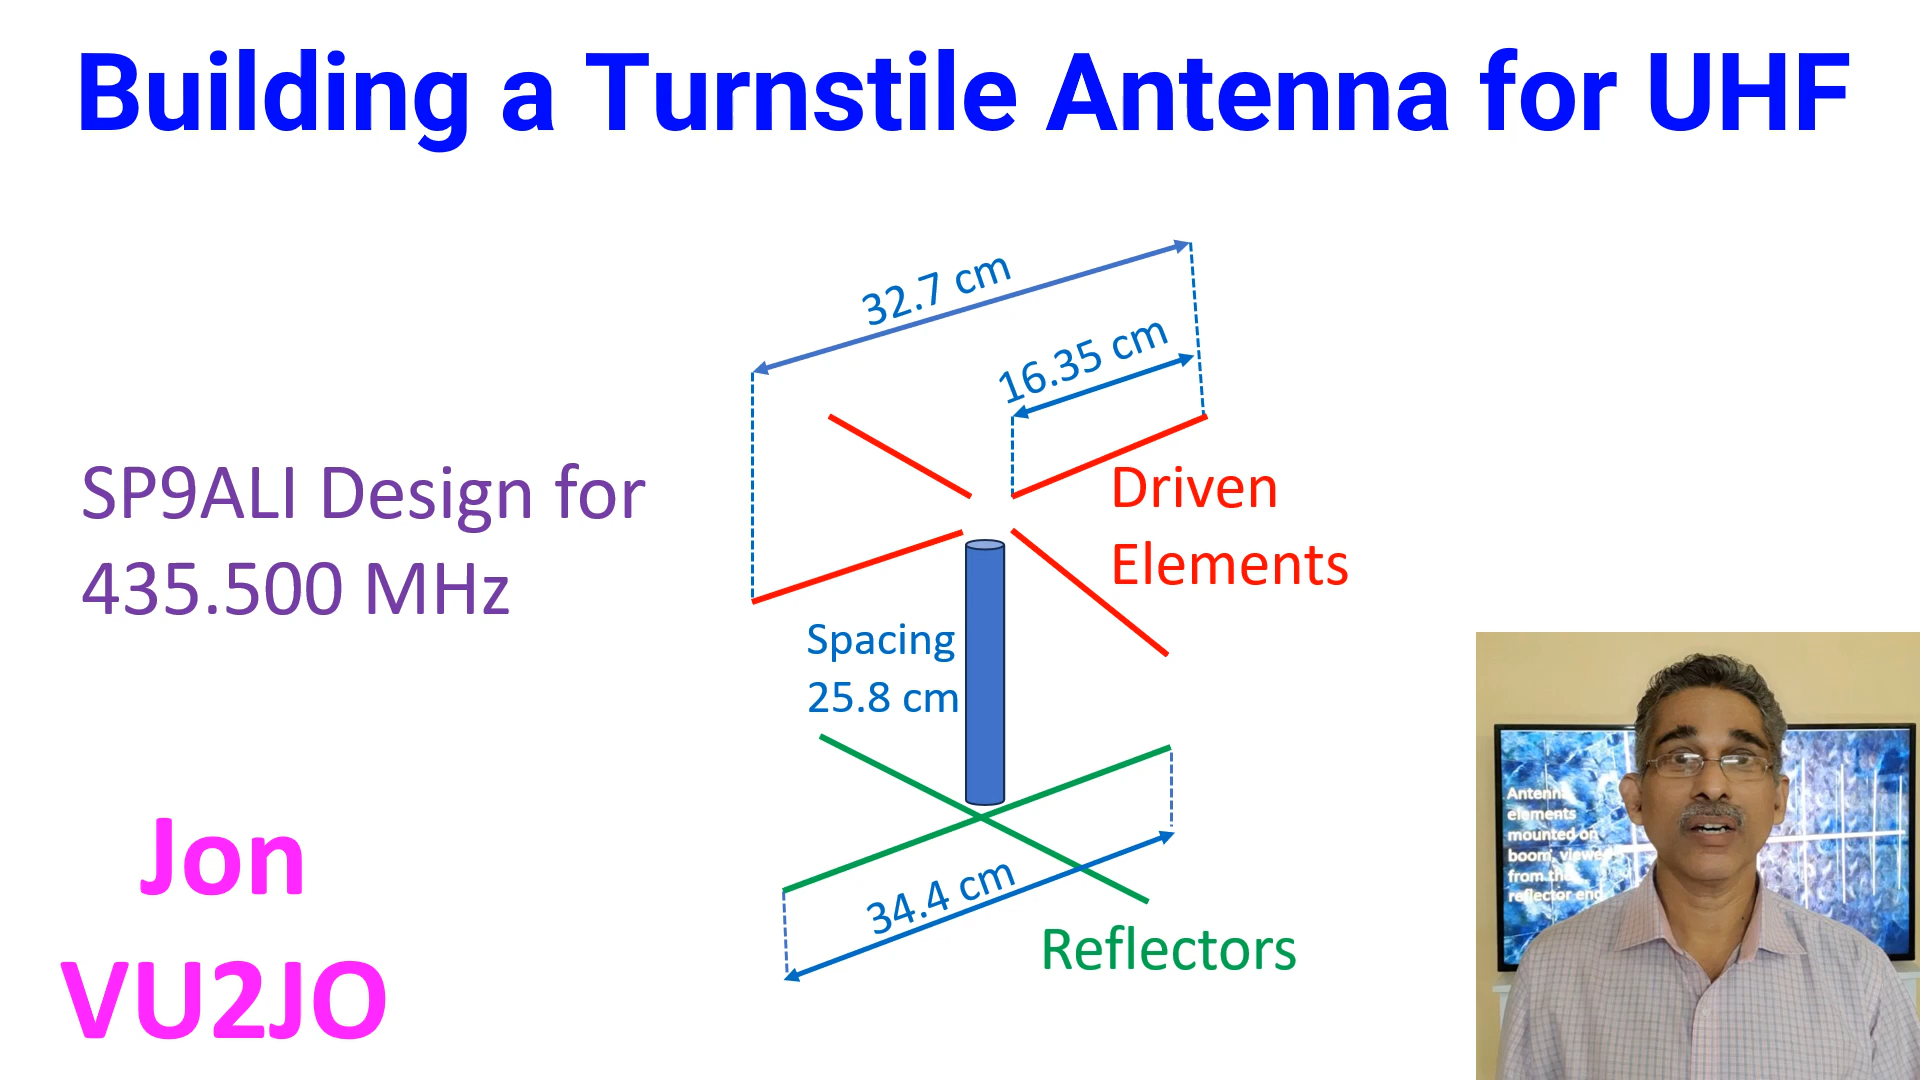 Building a Turnstile Antenna for UHF
32.7 cm
16.35 cm
SP9ALI Design for
435.500 MHz
Driven
Elements
Spacing
25.8 cm
34.4 cm
Reflectors
Jon
VU2JO
Antenna
elements
mounted on
boom, viewed
from the
reflector end